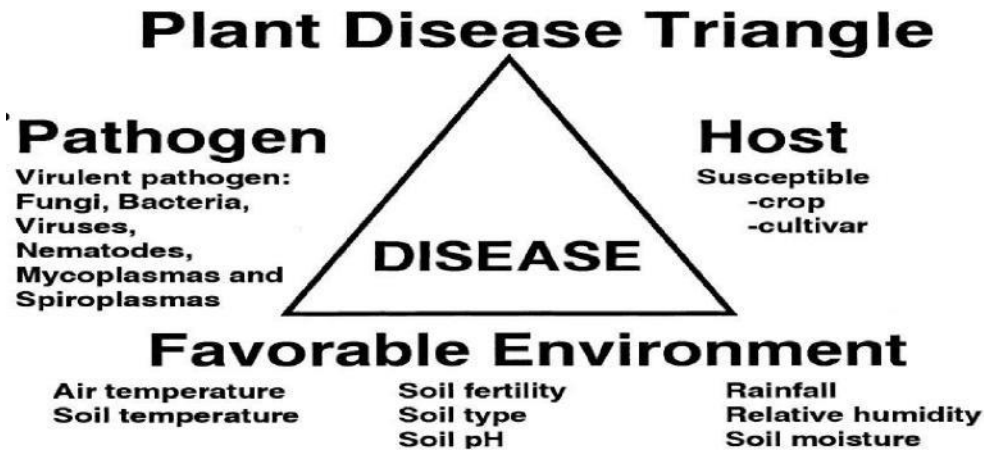 Plant Disease Triangle
Pathogen
Virulent pathogen:
Fungi, Bacteria,
Viruses,
Nematodes,
Mycoplasmas and
Spiroplasmas
Host
Susceptible
-crop
-cultivar
DISEASE
Favorable Environment
Air temperature
Soil temperature
Soil fertility
Soil type
Soil pH
Rainfall
Relative humidity
Soil moisture